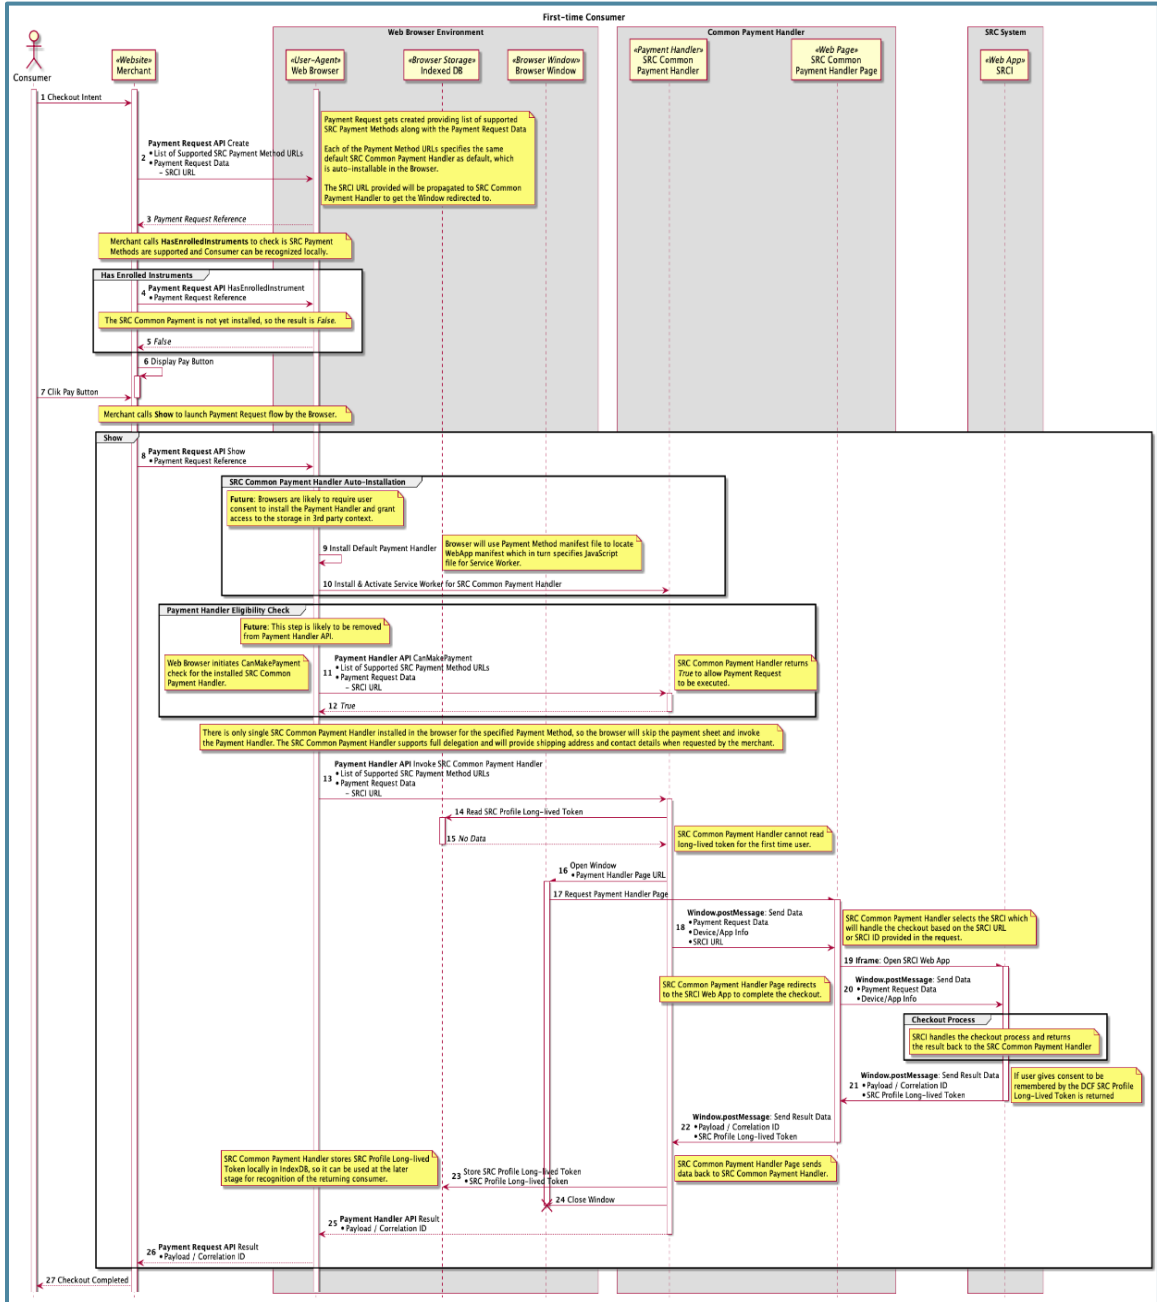 First-time Consumer
Web Browser Environment
Common Payment Handler
SRC System
Consumer
«Website»
Merchant
«User-Agent»
Web Browser
«Browser Storage»
Indexed DB
«Browser Window»
Browser Window
«Payment Handler»
SRC Common
Payment Handler
«Web Page»
SRC Common
Payment Handler Page
«Web App»
SRCI
1 Checkout Intent
Payment Request gets created providing list of supported
SRC Payment Methods along with the Payment Request Data
Each of the Payment Method URLs specifies the same
default SRC Common Payment Handler as default, which
is auto-installable in the Browser.
The SRCI URL provided will be propagated to SRC Common
Payment Handler to get the Window redirected to.
Payment Request API Create
2 • List of Supported SRC Payment Method URLs
• Payment Request Data
– SRCI URL
3 Payment Request Reference
Merchant calls HasEnrolledInstruments to check is SRC Payment
Methods are supported and Consumer can be recognized locally.
Has Enrolled Instruments
4 Payment Request API HasEnrolledInstrument
• Payment Request Reference
The SRC Common Payment is not yet installed, so the result is False.
5 False
6 Display Pay Button
7 Clik Pay Button
Merchant calls Show to launch Payment Request flow by the Browser.
Show
8 Payment Request API Show
• Payment Request Reference
SRC Common Payment Handler Auto-Installation
Future: Browsers are likely to require user
consent to install the Payment Handler and grant
access to the storage in 3rd party context.
9 Install Default Payment Handler
Browser will use Payment Method manifest file to locate
WebApp manifest which in turn specifies JavaScript
file for Service Worker.
10 Install & Activate Service Worker for SRC Common Payment Handler
Payment Handler Eligibility Check
Future: This step is likely to be removed
from Payment Handler API.
Web Browser initiates CanMakePayment
check for the installed SRC Common
Payment Handler.
Payment Handler API CanMakePayment
11 • List of Supported SRC Payment Method URLs
• Payment Request Data
– SRCI URL
SRC Common Payment Handler returns
True to allow Payment Request
to be executed.
12 True
There is only single SRC Common Payment Handler installed in the browser for the specified Payment Method, so the browser will skip the payment sheet and invoke
the Payment Handler. The SRC Common Payment Handler supports full delegation and will provide shipping address and contact details when requested by the merchant.
Payment Handler API Invoke SRC Common Payment Handler
13 • List of Supported SRC Payment Method URLs
• Payment Request Data
– SRCI URL
14 Read SRC Profile Long-lived Token
15 No Data
SRC Common Payment Handler cannot read
long-lived token for the first time user.
16 Open Window
• Payment Handler Page URL
17 Request Payment Handler Page
Window.postMessage: Send Data
18 • Payment Request Data
• Device/App Info
• SRCI URL
SRC Common Payment Handler selects the SRCI which
will handle the checkout based on the SRCI URL
or SRCI ID provided in the request.
19 Iframe: Open SRCI Web App
SRC Common Payment Handler Page redirects
to the SRCI Web App to complete the checkout.
Window.postMessage: Send Data
20 • Payment Request Data
• Device/App Info
Checkout Process
SRCI handles the checkout process and returns
the result back to the SRC Common Payment Handler
Window.postMessage: Send Result Data
21 • Payload / Correlation ID
• SRC Profile Long-lived Token
If user gives consent to be
remembered by the DCF SRC Profile
Long-Lived Token is returned
Window.postMessage: Send Result Data
22 • Payload / Correlation ID
• SRC Profile Long-lived Token
SRC Common Payment Handler stores SRC Profile Long-lived
Token locally in IndexDB, so it can be used at the later
stage for recognition of the returning consumer.
23 Store SRC Profile Long-lived Token
• SRC Profile Long-lived Token
SRC Common Payment Handler Page sends
data back to SRC Common Payment Handler.
24 Close Window
25 Payment Handler API Result
• Payload / Correlation ID
26 Payment Request API Result
• Payload / Correlation ID
27 Checkout Completed